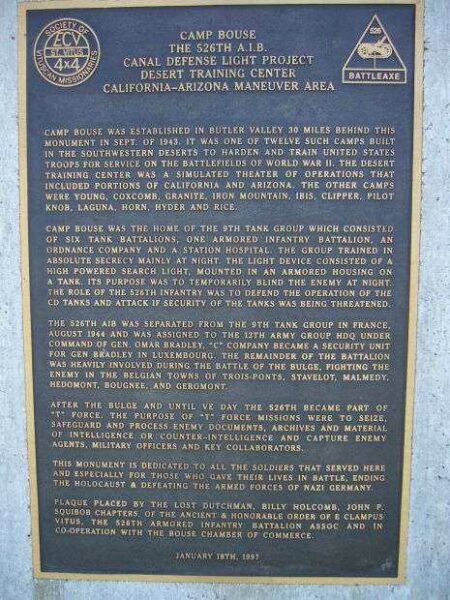 SOCIETY OF
ECV
ST. VITUS
4x4
VITUSCAN MISSIONARIES
526
BATTLEAXE
CAMP BOUSE
THE 526TH A.I.B.
CANAL DEFENSE LIGHT PROJECT
DESERT TRAINING CENTER
CALIFORNIA–ARIZONA MANEUVER AREA
CAMP BOUSE WAS ESTABLISHED IN BUTLER VALLEY 30 MILES BEHIND THIS
MONUMENT IN SEPT. OF 1943. IT WAS ONE OF TWELVE SUCH CAMPS BUILT
IN THE SOUTHWESTERN DESERTS TO HARDEN AND TRAIN UNITED STATES
TROOPS FOR SERVICE ON THE BATTLEFIELDS OF WORLD WAR II. THE DESERT
TRAINING CENTER WAS A SIMULATED THEATER OF OPERATIONS THAT
INCLUDED PORTIONS OF CALIFORNIA AND ARIZONA. THE OTHER CAMPS
WERE YOUNG, COXCOMB, GRANITE, IRON MOUNTAIN, IBIS, CLIPPER, PILOT
KNOB, LAGUNA, HORN, HYDER AND RICE.
CAMP BOUSE WAS THE HOME OF THE 9TH TANK GROUP WHICH CONSISTED
OF SIX TANK BATTALIONS, ONE ARMORED INFANTRY BATTALION, AN
ORDNANCE COMPANY AND A STATION HOSPITAL. THE GROUP TRAINED IN
ABSOLUTE SECRECY MAINLY AT NIGHT. THE LIGHT DEVICE CONSISTED OF A
HIGH POWERED SEARCH LIGHT, MOUNTED IN AN ARMORED HOUSING ON
A TANK. ITS PURPOSE WAS TO TEMPORARILY BLIND THE ENEMY AT NIGHT.
THE ROLE OF THE 526TH INFANTRY WAS TO DEFEND THE OPERATION OF THE
CD TANKS AND ATTACK IF SECURITY OF THE TANKS WAS BEING THREATENED.
THE 526TH AIB WAS SEPARATED FROM THE 9TH TANK GROUP IN FRANCE,
AUGUST 1944 AND WAS ASSIGNED TO THE 12TH ARMY GROUP HDQ UNDER
COMMAND OF GEN. OMAR BRADLEY, "C" COMPANY BECAME A SECURITY UNIT
FOR GEN BRADLEY IN LUXEMBOURG. THE REMAINDER OF THE BATTALION
WAS HEAVILY INVOLVED DURING THE BATTLE OF THE BULGE, FIGHTING THE
ENEMY IN THE BELGIAN TOWNS OF TROIS-PONTS, STAVELOT, MALMEDY,
HEDOMONT, BOUGNEE, AND GEROMONT.
AFTER THE BULGE AND UNTIL VE DAY THE 526TH BECAME PART OF
"T" FORCE. THE PURPOSE OF "T" FORCE MISSIONS WERE TO SEIZE,
SAFEGUARD AND PROCESS ENEMY DOCUMENTS, ARCHIVES AND MATERIAL
OF INTELLIGENCE OR COUNTER-INTELLIGENCE AND CAPTURE ENEMY
AGENTS, MILITARY OFFICERS AND KEY COLLABORATORS.
THIS MONUMENT IS DEDICATED TO ALL THE SOLDIERS THAT SERVED HERE
AND ESPECIALLY FOR THOSE WHO GAVE THEIR LIVES IN BATTLE, ENDING
THE HOLOCAUST & DEFEATING THE ARMED FORCES OF NAZI GERMANY.
PLAQUE PLACED BY THE LOST DUTCHMAN, BILLY HOLCOMB, JOHN P.
SQUIBOB CHAPTERS, OF THE ANCIENT & HONORABLE ORDER OF E CLAMPUS
VITUS, THE 526TH ARMORED INFANTRY BATTALION ASSOC AND IN
CO-OPERATION WITH THE BOUSE CHAMBER OF COMMERCE.
JANUARY 18TH, 1997